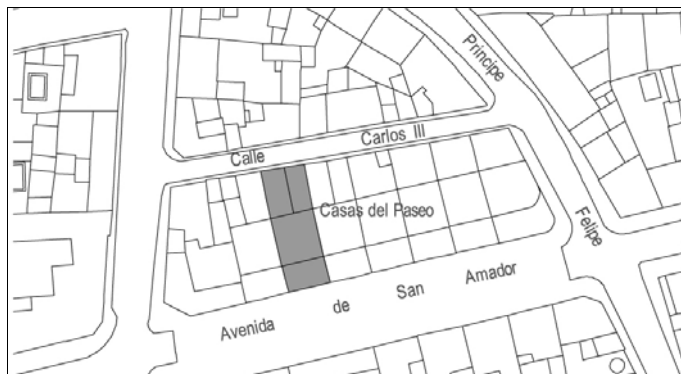 Principe
Felipe
Calle Carlos III
Casas del Paseo
Avenida de San Amador